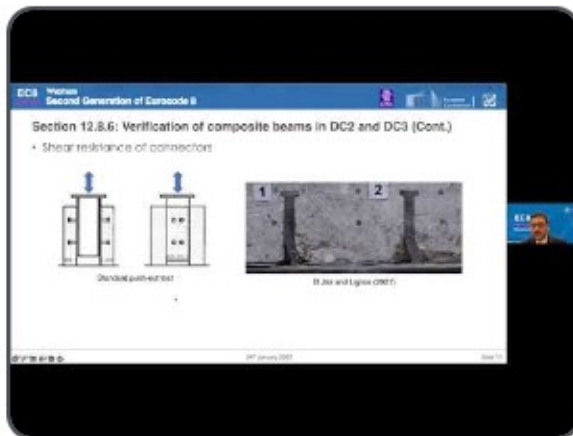 EC8 Webinar
Second Generation of Eurocode 8
Section 12.8.6: Verification of composite beams in DC2 and DC3 (Cont.)
• Shear resistance of connectors
1
2
Standard push-out test
24th January 2023
EC8